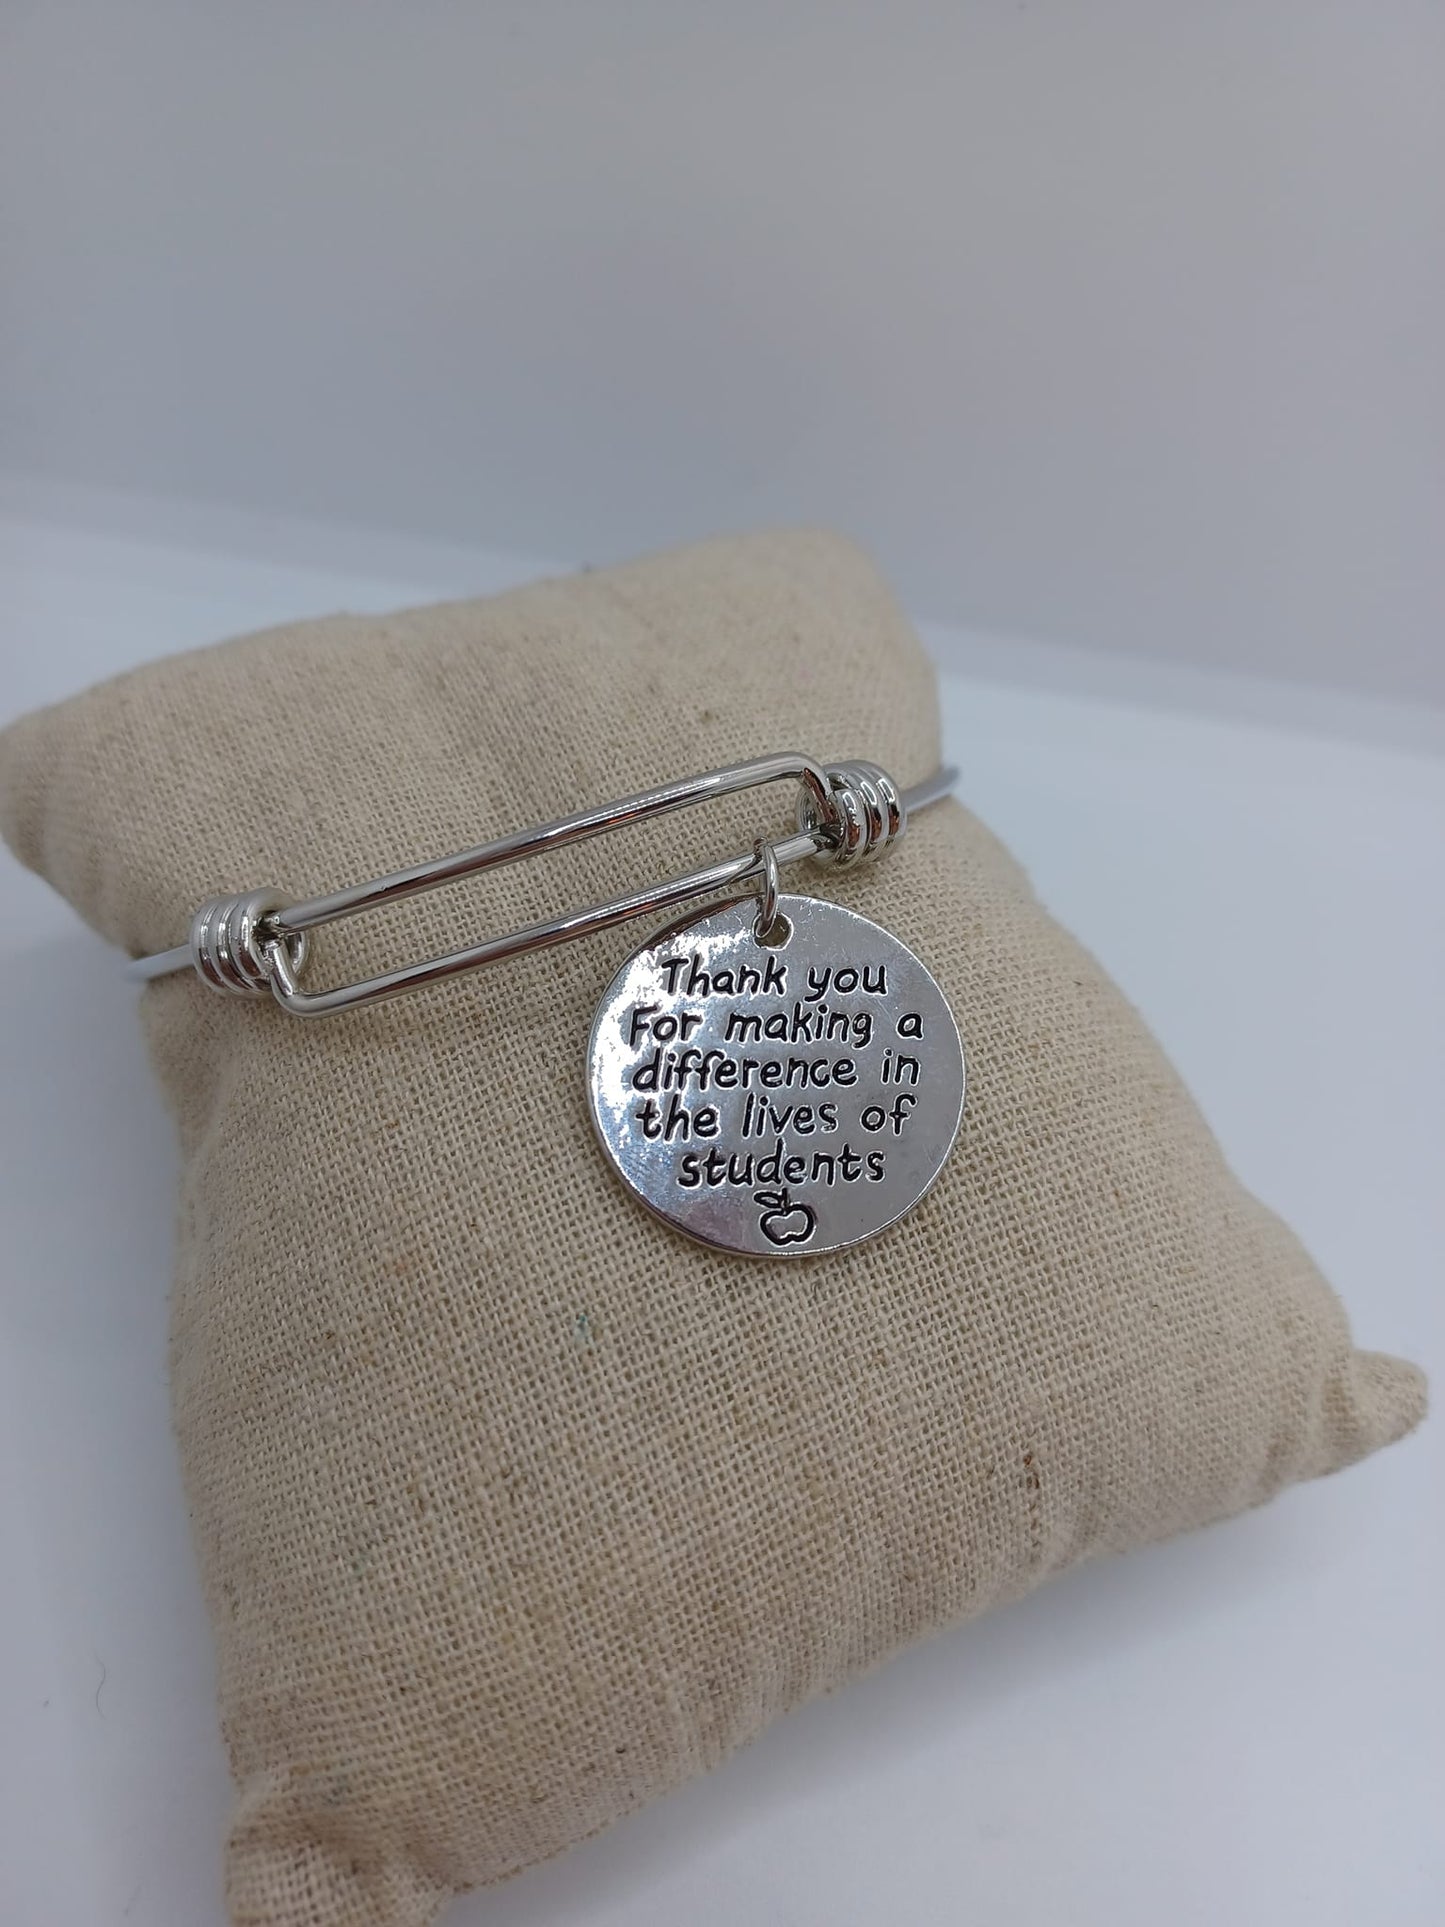 Thank you
For making a
difference in
the lives of
students